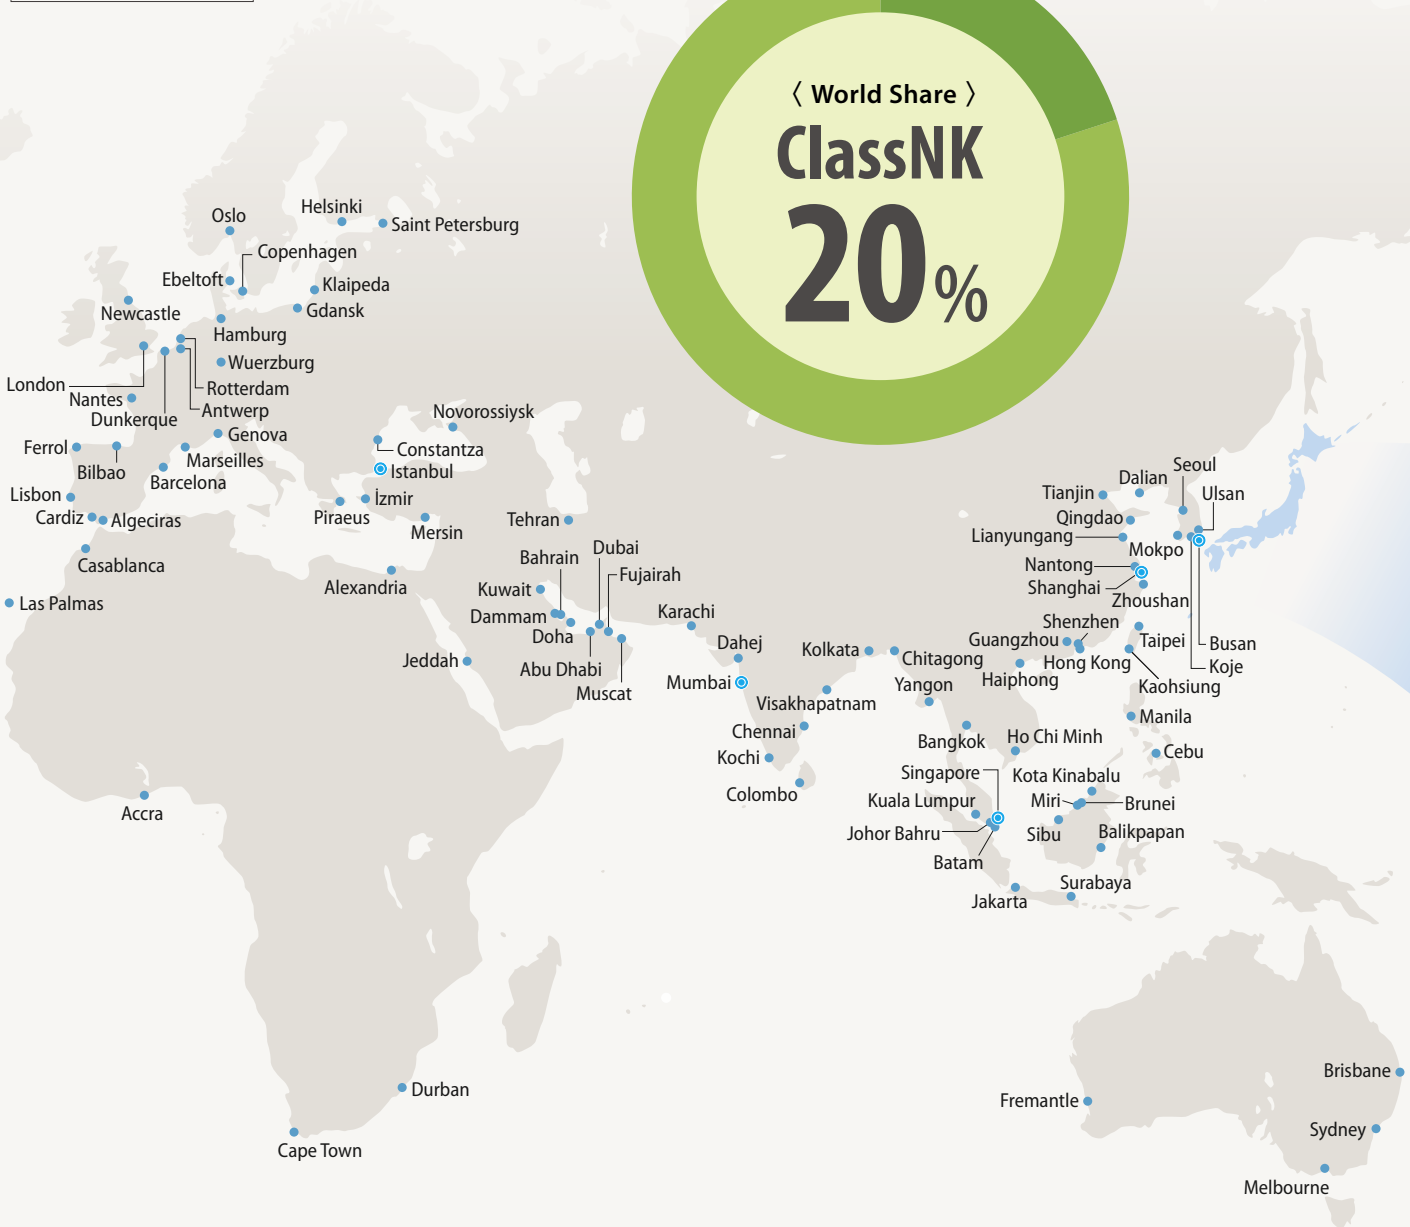 〈 World Share 〉
ClassNK
20%
Oslo
Helsinki
Saint Petersburg
Copenhagen
Ebeltoft
Klaipeda
Gdansk
Newcastle
Hamburg
Wuerzburg
London
Rotterdam
Nantes
Antwerp
Dunkerque
Novorossiysk
Genova
Ferrol
Constantza
Marseilles
Bilbao
Istanbul
Barcelona
Lisbon
İzmir
Cardiz
Algeciras
Piraeus
Mersin
Tehran
Casablanca
Alexandria
Las Palmas
Bahrain
Dubai
Fujairah
Kuwait
Dammam
Doha
Abu Dhabi
Muscat
Jeddah
Karachi
Dahej
Mumbai
Kolkata
Chitagong
Visakhapatnam
Yangon
Chennai
Kochi
Colombo
Seoul
Dalian
Ulsan
Tianjin
Qingdao
Lianyungang
Mokpo
Nantong
Shanghai
Zhoushan
Shenzhen
Guangzhou
Taipei
Busan
Hong Kong
Koje
Haiphong
Kaohsiung
Manila
Bangkok
Ho Chi Minh
Cebu
Singapore
Kota Kinabalu
Kuala Lumpur
Miri
Brunei
Johor Bahru
Sibu
Balikpapan
Batam
Surabaya
Jakarta
Accra
Durban
Cape Town
Brisbane
Fremantle
Sydney
Melbourne